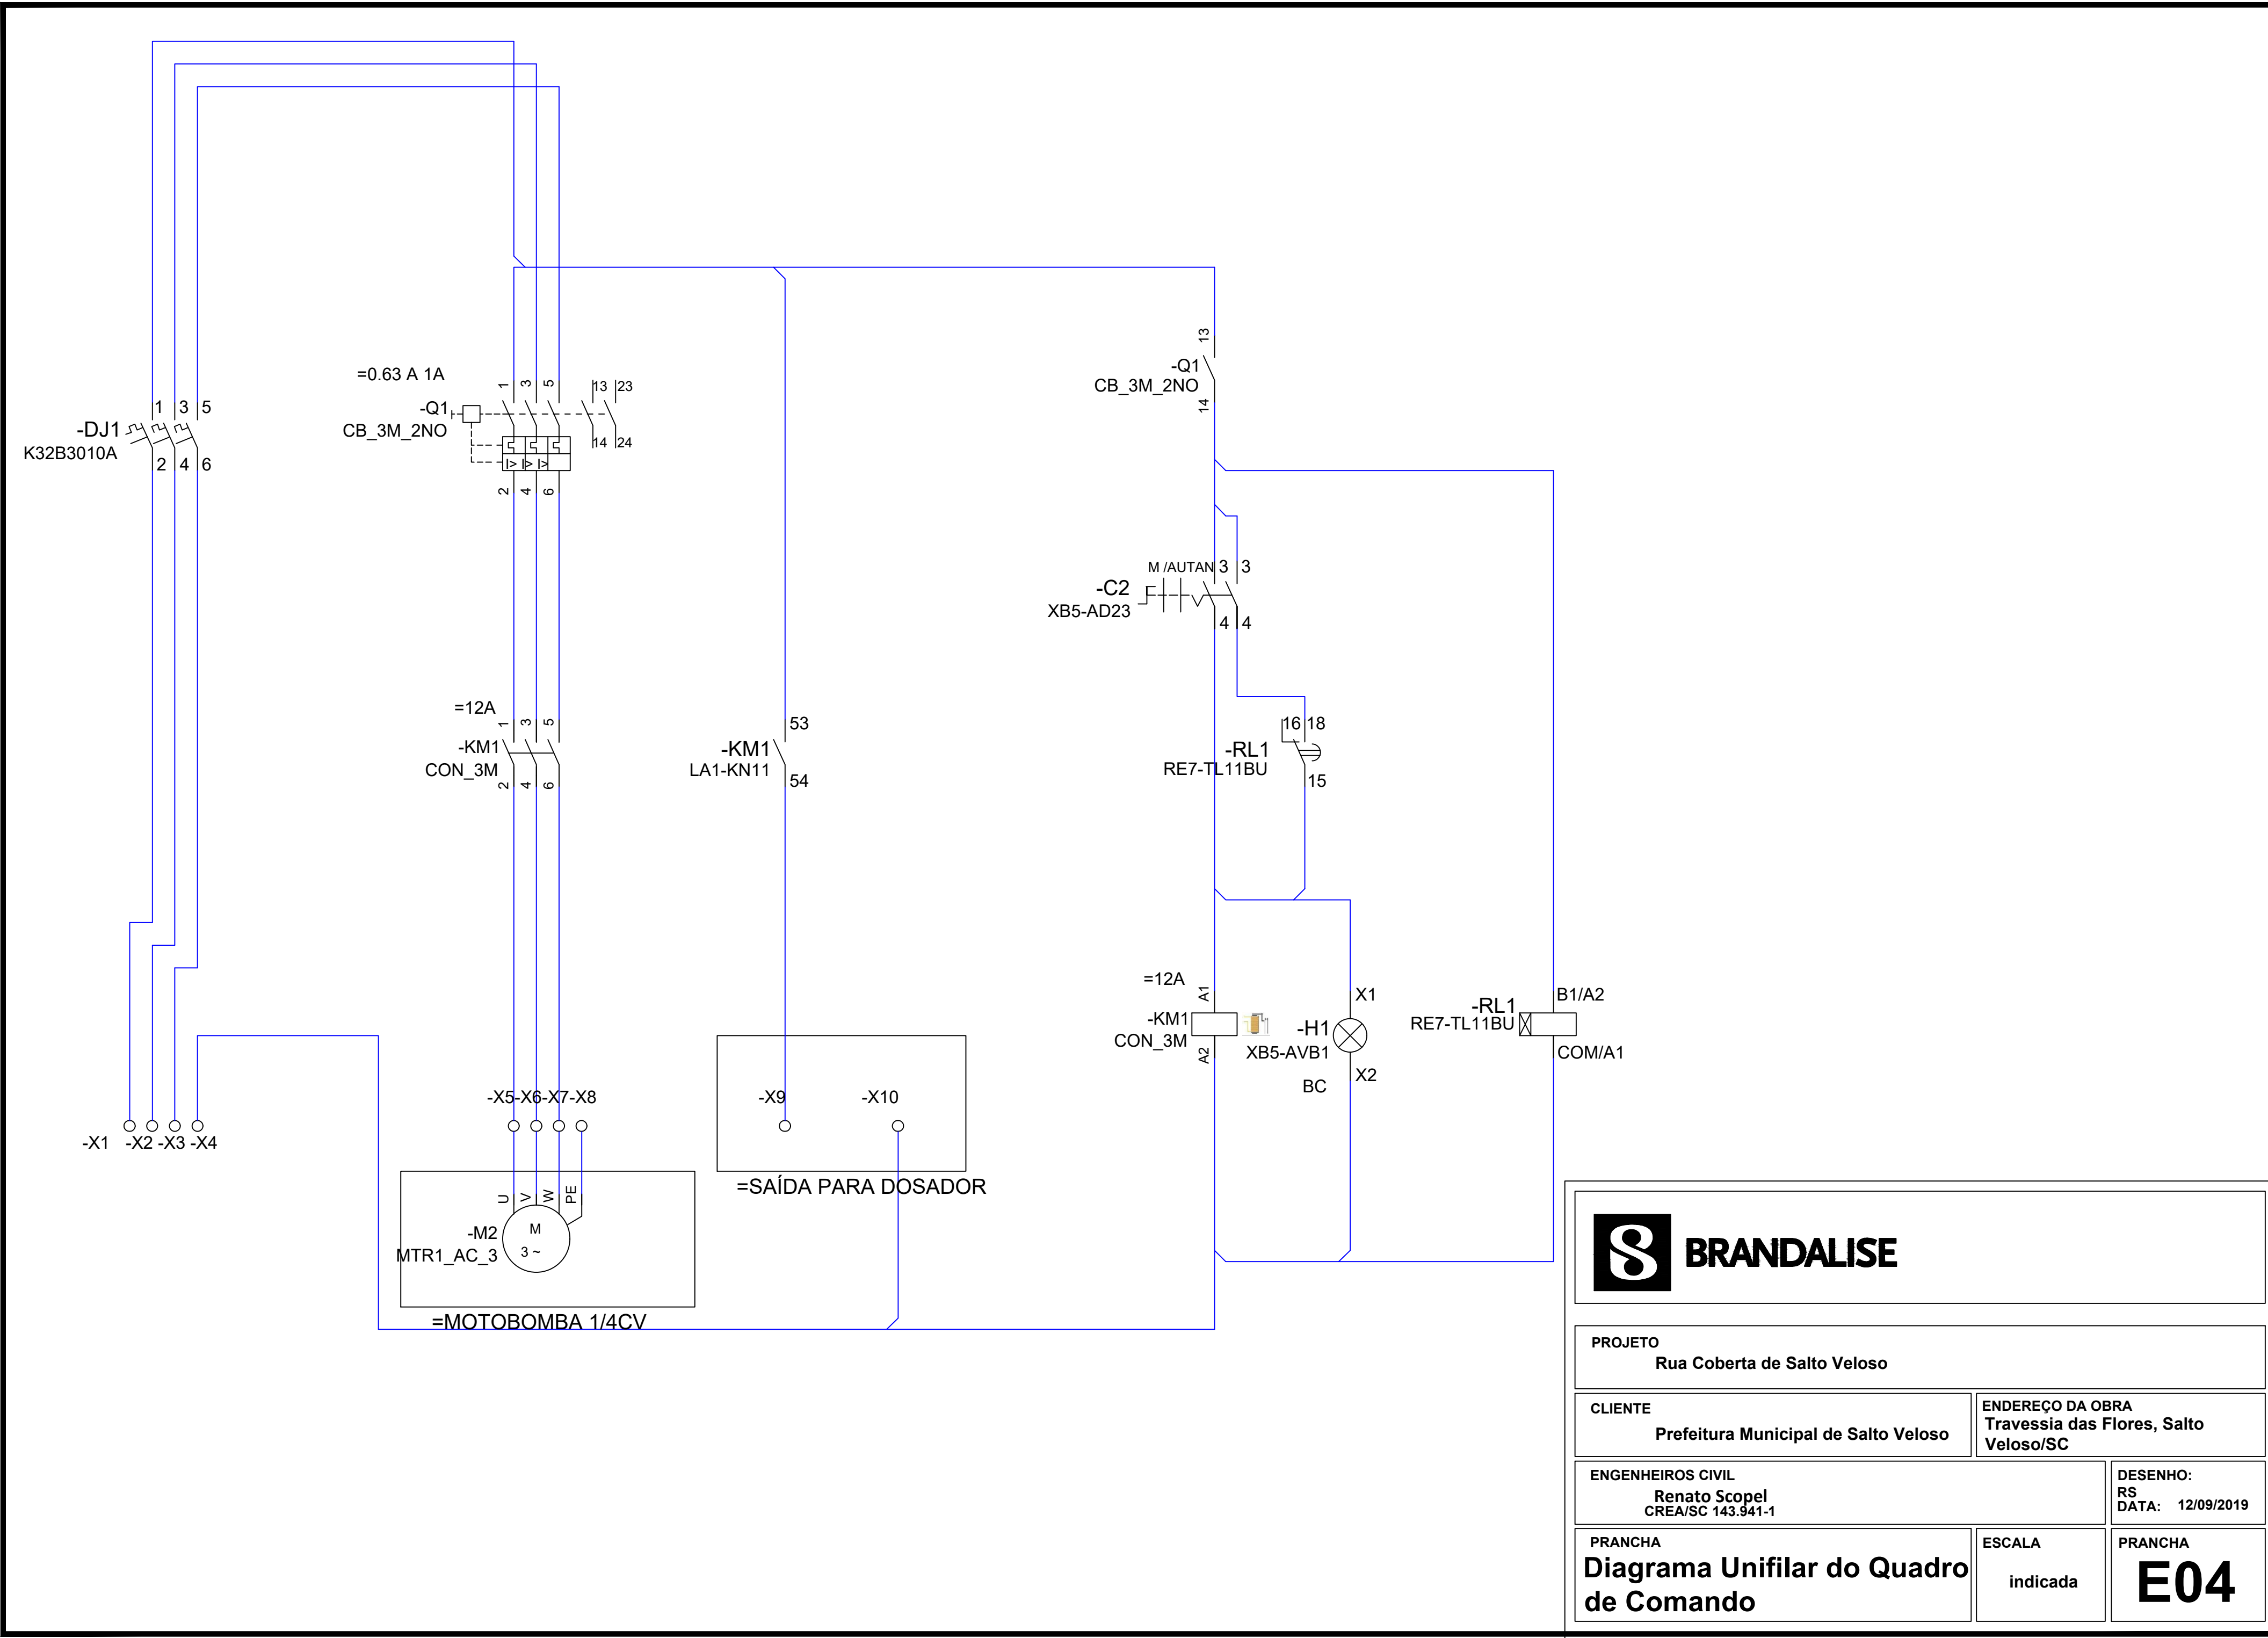 -DJ1
K32B3010A
1 3 5
2 4 6
=0.63 A 1A
-Q1
CB_3M_2NO
1 3 5
13 23
14 24
I> I> I>
2 4 6
=12A
-KM1
CON_3M
1 3 5
2 4 6
-KM1
LA1-KN11
53
54
13
-Q1
CB_3M_2NO
14
M /AUTAN 3 3
-C2
XB5-AD23
4 4
16 18
-RL1
RE7-TL11BU
15
=12A
A1
-KM1
CON_3M
A2
X1
-H1
XB5-AVB1
BC
X2
B1/A2
-RL1
RE7-TL11BU
COM/A1
-X1 -X2 -X3 -X4
-X5 -X6 -X7 -X8
U V W PE
-M2
MTR1_AC_3
M
3 ~
=MOTOBOMBA 1/4CV
-X9 -X10
=SAÍDA PARA DOSADOR
BRANDALISE
PROJETO
Rua Coberta de Salto Veloso
CLIENTE
Prefeitura Municipal de Salto Veloso
ENDEREÇO DA OBRA
Travessia das Flores, Salto
Veloso/SC
ENGENHEIROS CIVIL
Renato Scopel
CREA/SC 143.941-1
DESENHO:
RS
DATA: 12/09/2019
PRANCHA
Diagrama Unifilar do Quadro
de Comando
ESCALA
indicada
PRANCHA
E04